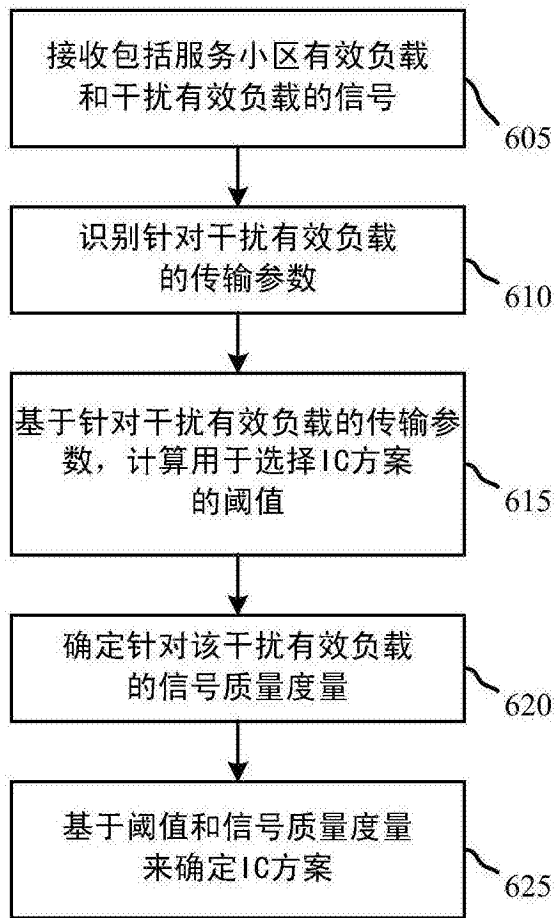 接收包括服务小区有效负载
和干扰有效负载的信号
605
识别针对干扰有效负载
的传输参数
610
基于针对干扰有效负载的传输参
数，计算用于选择IC方案
的阈值
615
确定针对该干扰有效负载
的信号质量度量
620
基于阈值和信号质量度量
来确定IC方案
625